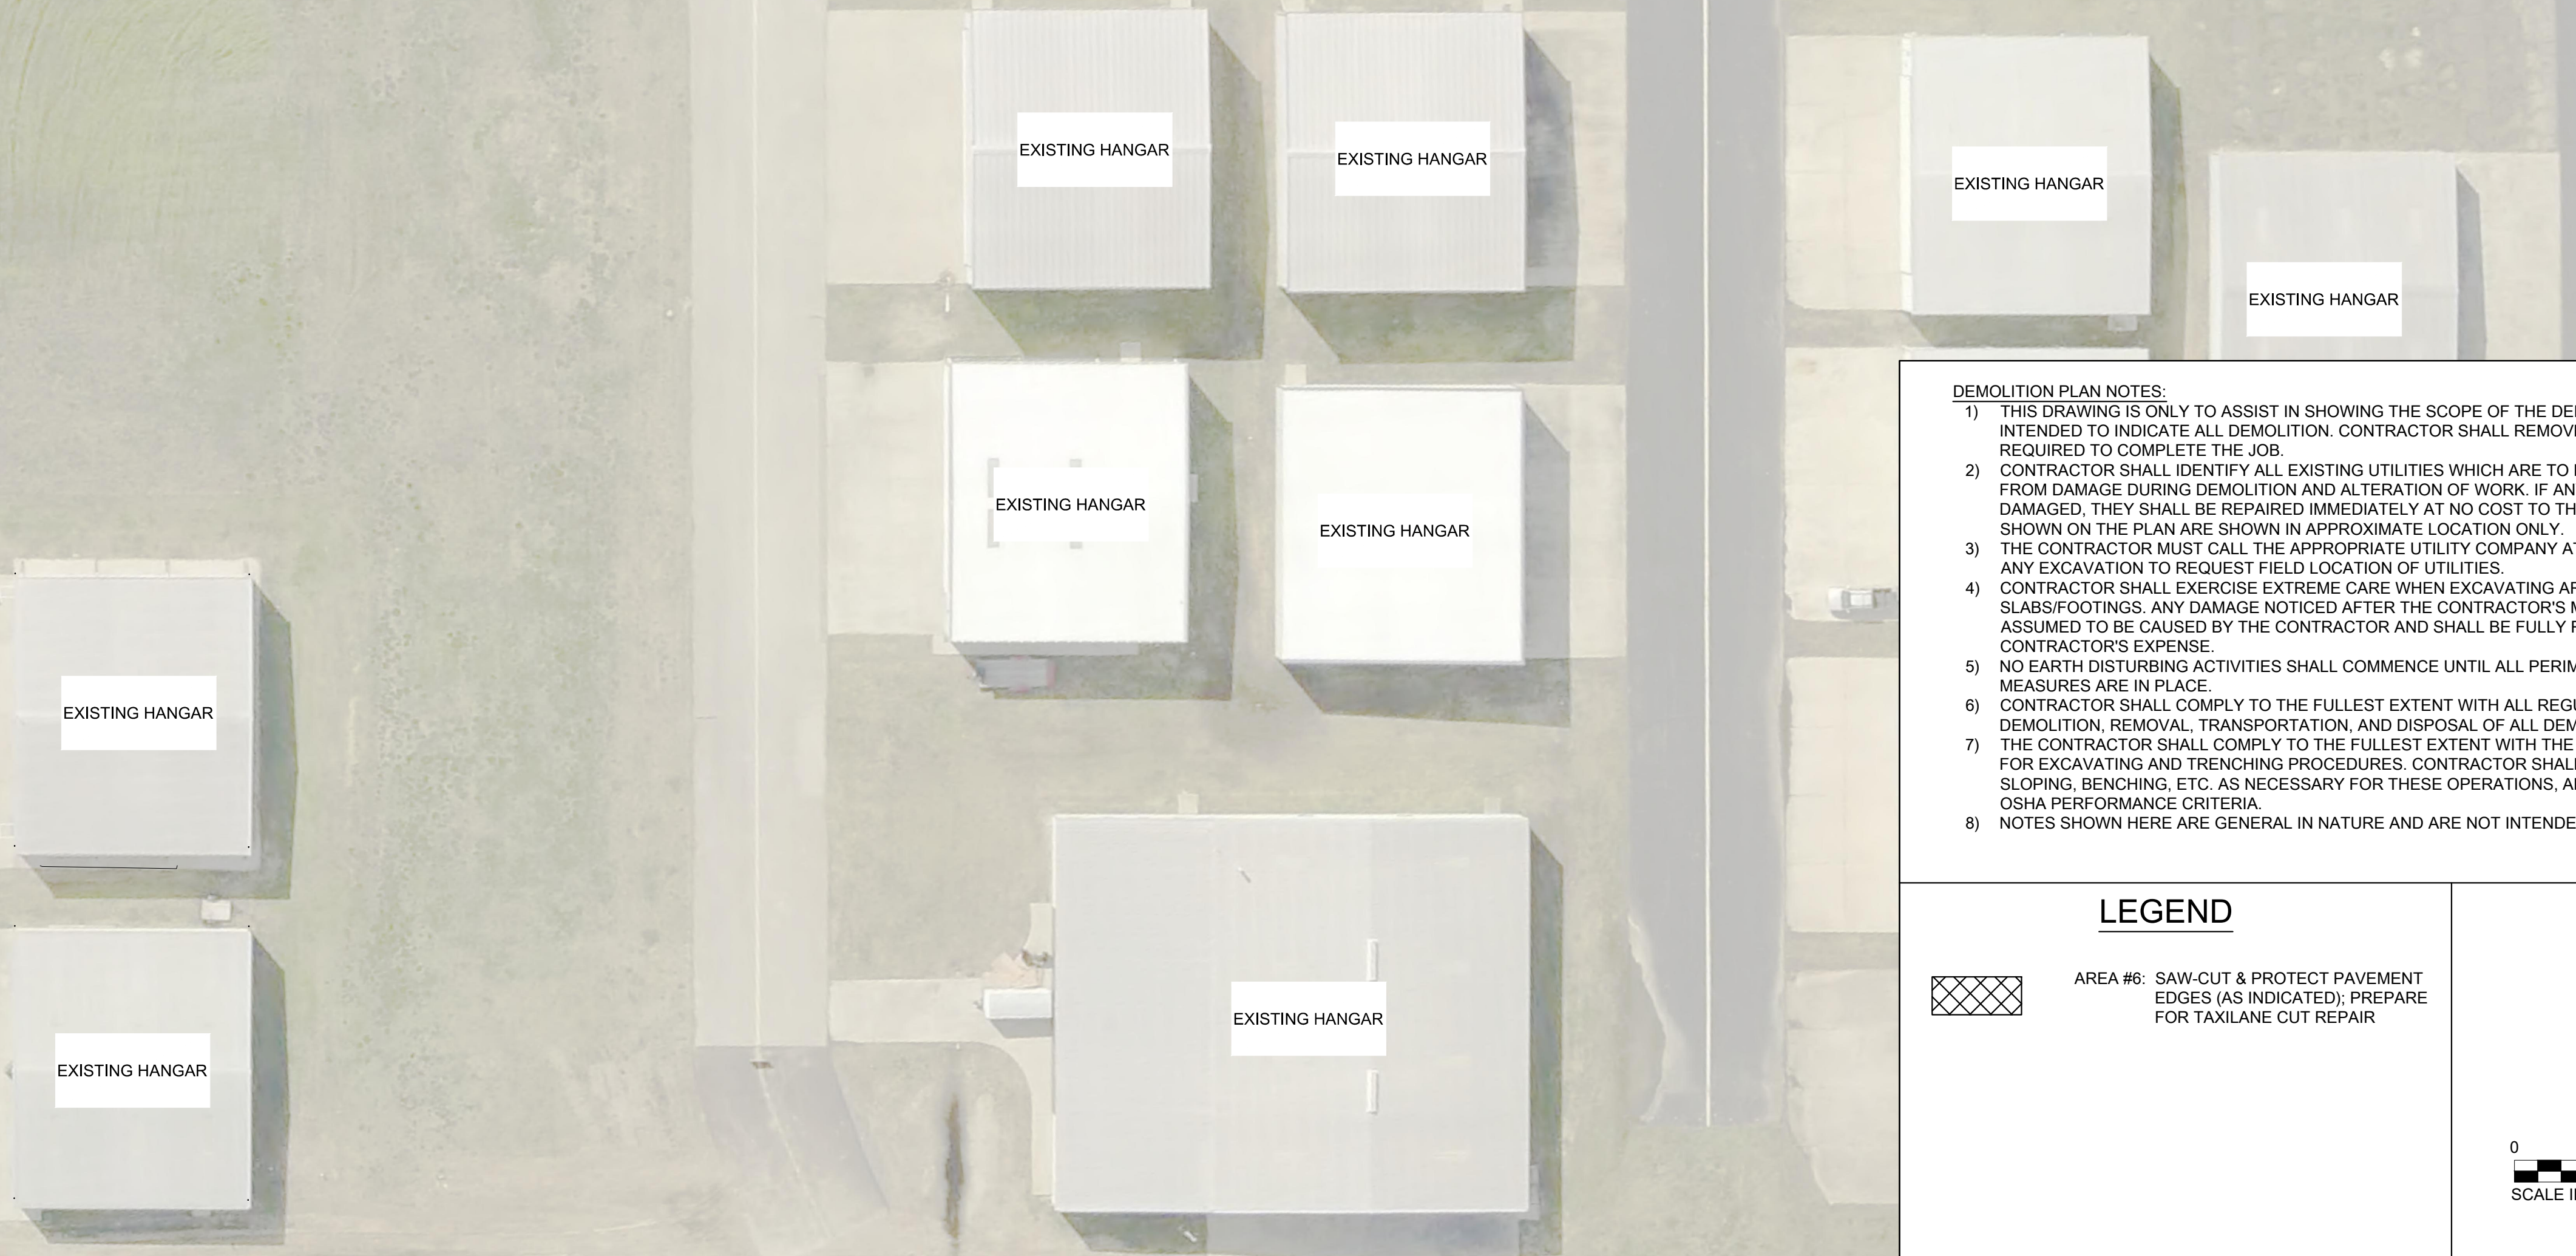 EXISTING HANGAR
EXISTING HANGAR
EXISTING HANGAR
EXISTING HANGAR
EXISTING HANGAR
EXISTING HANGAR
EXISTING HANGAR
EXISTING HANGAR
EXISTING HANGAR
DEMOLITION PLAN NOTES:
1) THIS DRAWING IS ONLY TO ASSIST IN SHOWING THE SCOPE OF THE
INTENDED TO INDICATE ALL DEMOLITION. CONTRACTOR SHALL
REQUIRED TO COMPLETE THE JOB.
2) CONTRACTOR SHALL IDENTIFY ALL EXISTING UTILITIES WHICH ARE TO
FROM DAMAGE DURING DEMOLITION AND ALTERATION OF WORK. IF
DAMAGED, THEY SHALL BE REPAIRED IMMEDIATELY AT NO COST TO
SHOWN ON THE PLAN ARE SHOWN IN APPROXIMATE LOCATION ONLY.
3) THE CONTRACTOR MUST CALL THE APPROPRIATE UTILITY COMPANY
ANY EXCAVATION TO REQUEST FIELD LOCATION OF UTILITIES.
4) CONTRACTOR SHALL EXERCISE EXTREME CARE WHEN EXCAVATING
SLABS/FOOTINGS. ANY DAMAGE NOTICED AFTER THE CONTRACTOR'S
ASSUMED TO BE CAUSED BY THE CONTRACTOR AND SHALL BE FULLY
CONTRACTOR'S EXPENSE.
5) NO EARTH DISTURBING ACTIVITIES SHALL COMMENCE UNTIL ALL
MEASURES ARE IN PLACE.
6) CONTRACTOR SHALL COMPLY TO THE FULLEST EXTENT WITH ALL
DEMOLITION, REMOVAL, TRANSPORTATION, AND DISPOSAL OF ALL
7) THE CONTRACTOR SHALL COMPLY TO THE FULLEST EXTENT WITH THE
FOR EXCAVATING AND TRENCHING PROCEDURES. CONTRACTOR
SLOPING, BENCHING, ETC. AS NECESSARY FOR THESE OPERATIONS,
OSHA PERFORMANCE CRITERIA.
8) NOTES SHOWN HERE ARE GENERAL IN NATURE AND ARE NOT
LEGEND
AREA #6: SAW-CUT & PROTECT PAVEMENT
EDGES (AS INDICATED); PREPARE
FOR TAXILANE CUT REPAIR
0
SCALE